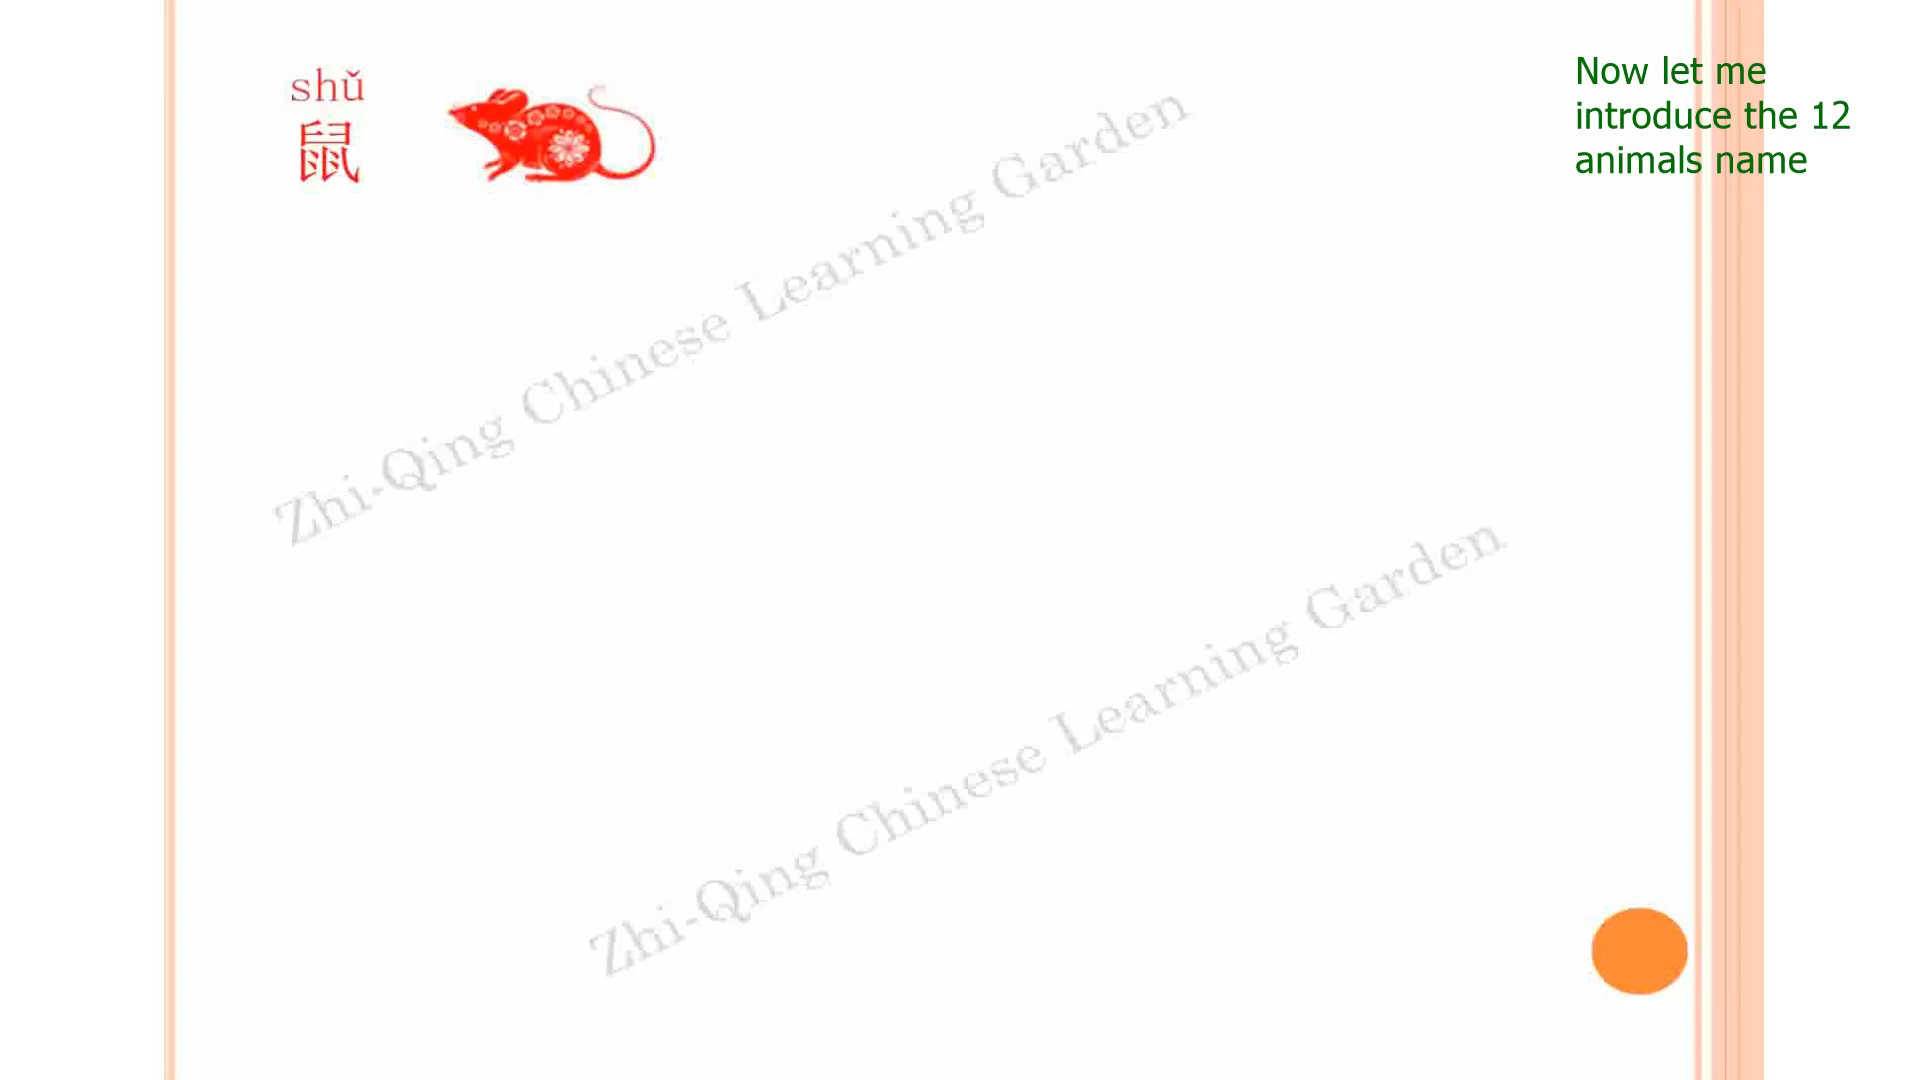 shǔ
鼠
Now let me
introduce the 12
animals name
Zhi-Qing Chinese Learning Garden
Zhi-Qing Chinese Learning Garden